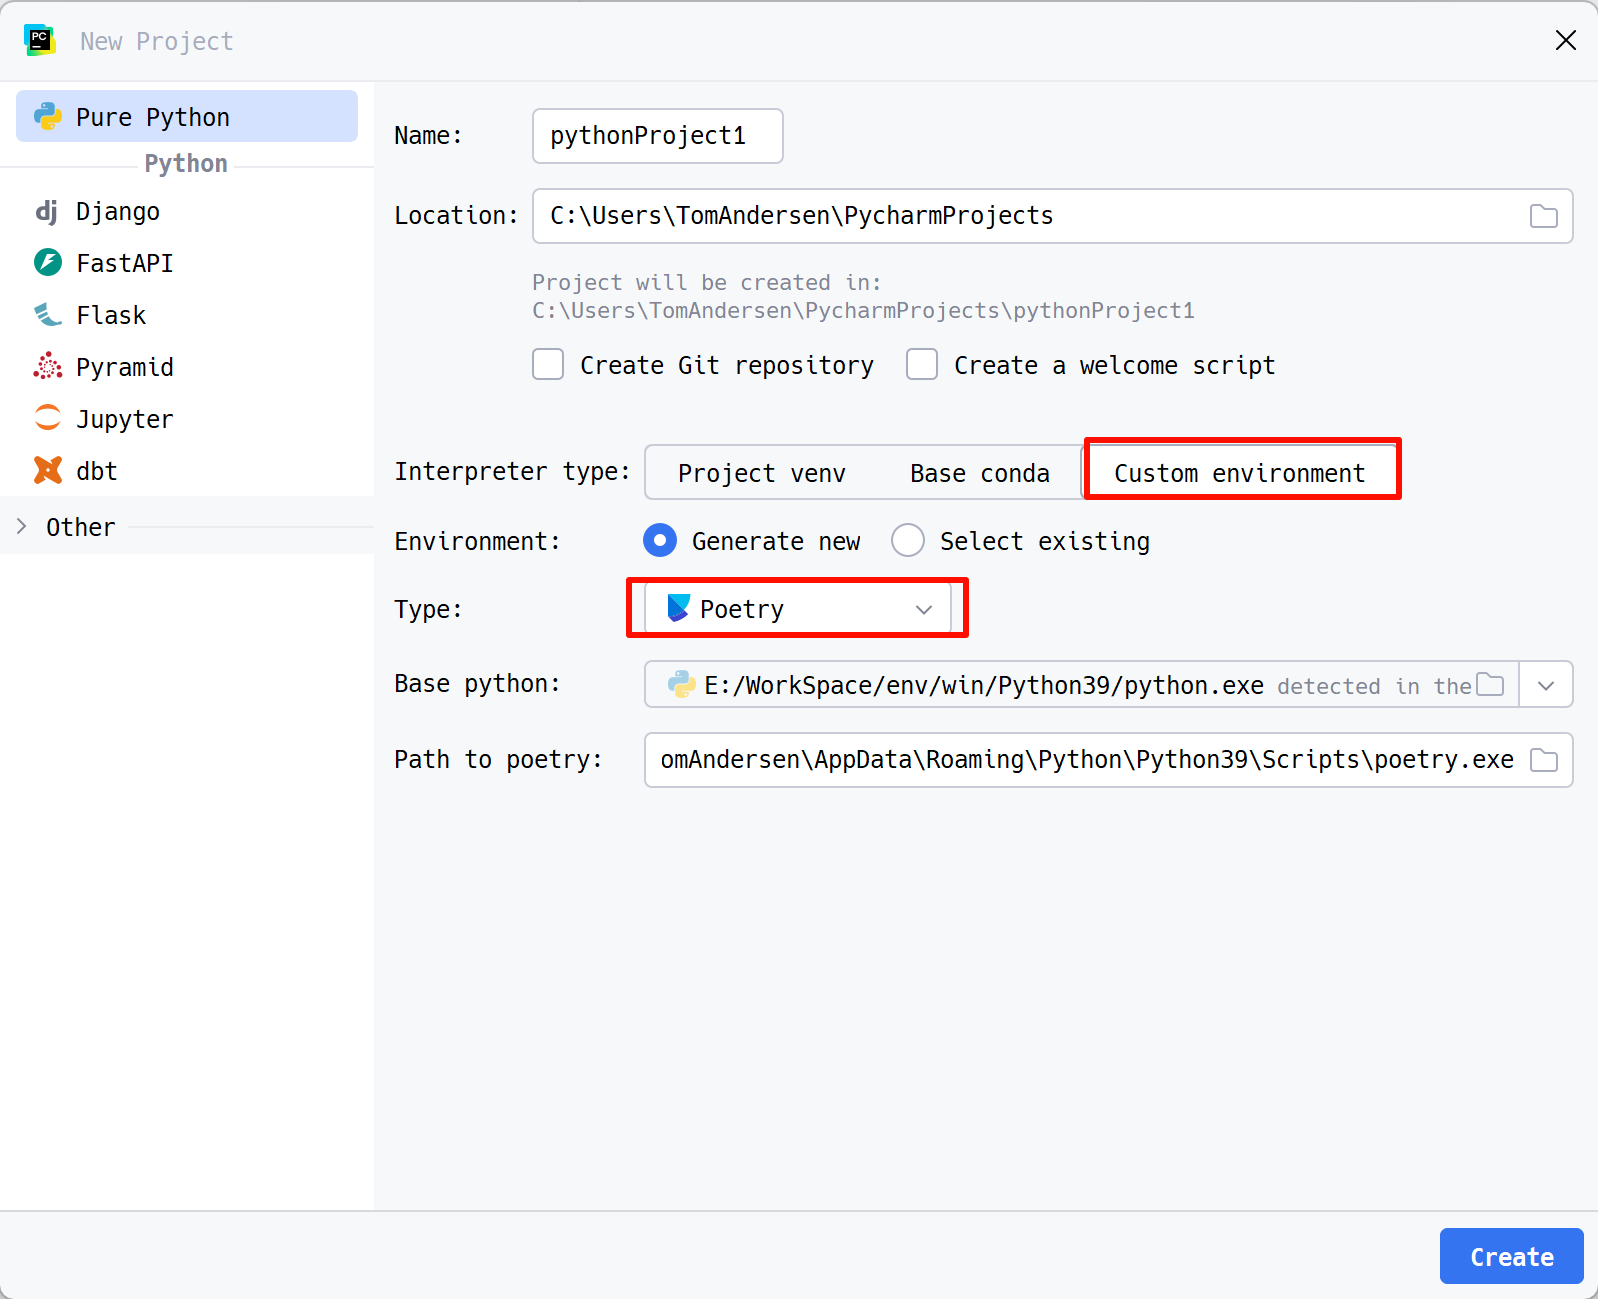 PC
New Project
Pure Python
Python
dj Django
FastAPI
Flask
Pyramid
Jupyter
dbt
Other
Name: pythonProject1
Location: C:\Users\TomAndersen\PycharmProjects
Project will be created in:
C:\Users\TomAndersen\PycharmProjects\pythonProject1
Create Git repository Create a welcome script
Interpreter type: Project venv Base conda Custom environment
Environment: Generate new Select existing
Type: Poetry
Base python: E:/WorkSpace/env/win/Python39/python.exe detected in the
Path to poetry: omAndersen\AppData\Roaming\Python\Python39\Scripts\poetry.exe
Create